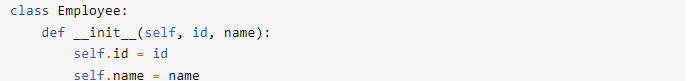 class Employee:
    def __init__(self, id, name):
        self.id = id
        self.name = name